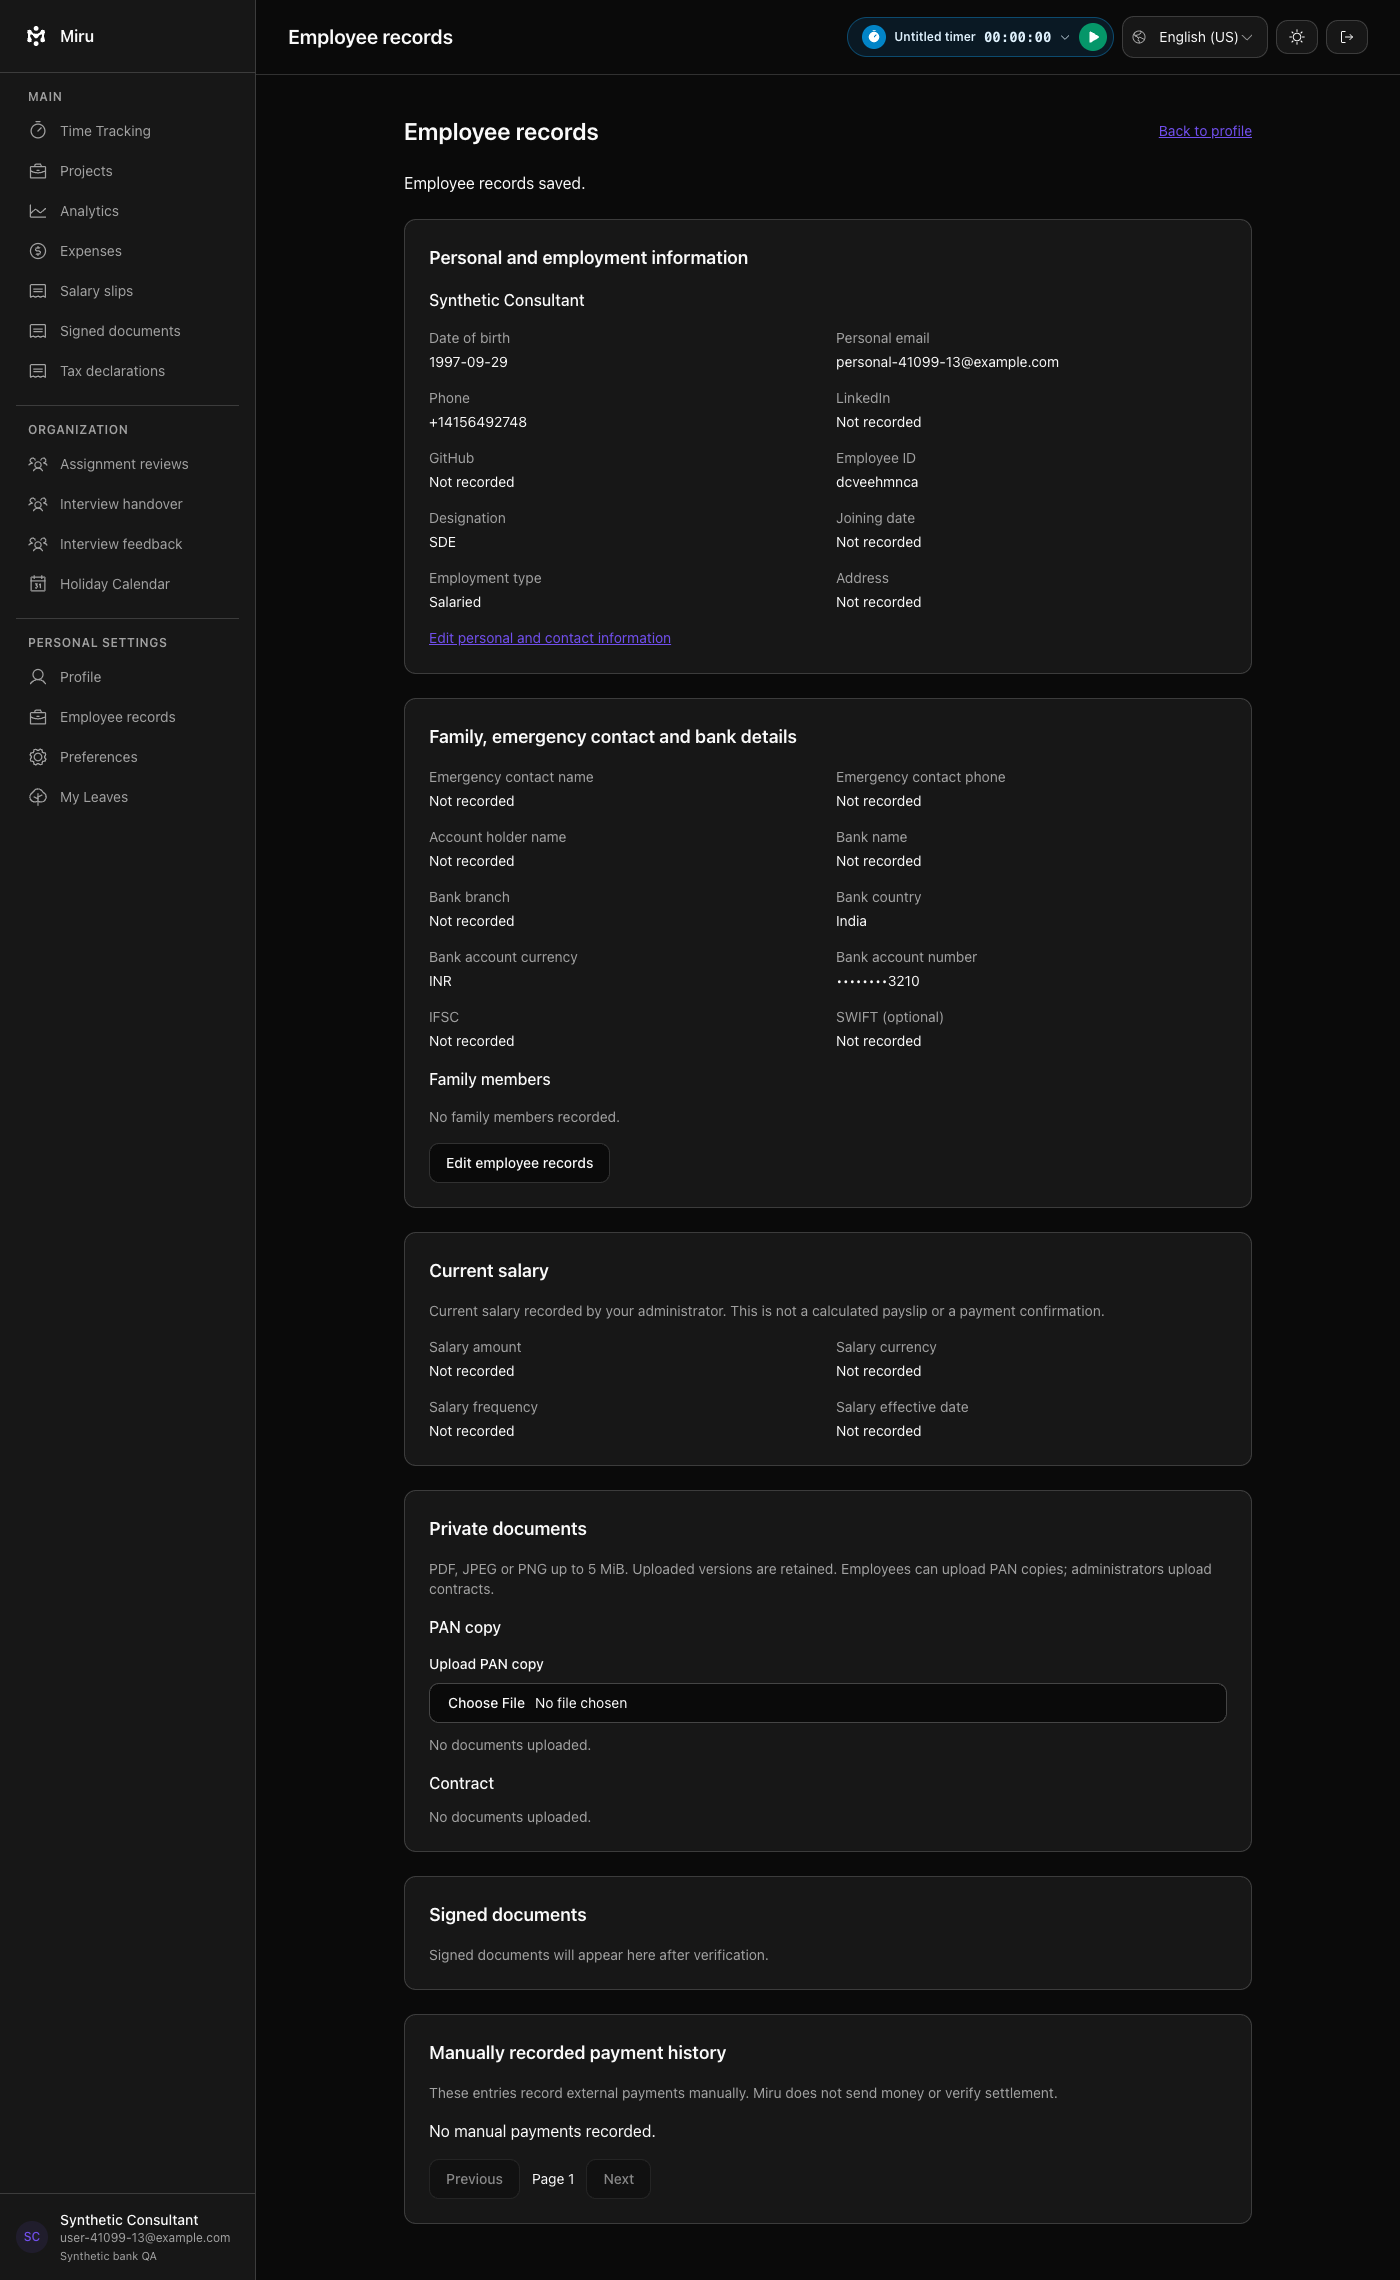 Miru
MAIN
Time Tracking
Projects
Analytics
Expenses
Salary slips
Signed documents
Tax declarations
ORGANIZATION
Assignment reviews
Interview handover
Interview feedback
Holiday Calendar
PERSONAL SETTINGS
Profile
Employee records
Preferences
My Leaves
SC
Synthetic Consultant
user-41099-13@example.com
Synthetic bank QA
Employee records
Untitled timer 00:00:00
English (US)
Employee records
Back to profile
Employee records saved.
Personal and employment information
Synthetic Consultant
Date of birth
1997-09-29
Personal email
personal-41099-13@example.com
Phone
+14156492748
LinkedIn
Not recorded
GitHub
Not recorded
Employee ID
dcveehmnca
Designation
SDE
Joining date
Not recorded
Employment type
Salaried
Address
Not recorded
Edit personal and contact information
Family, emergency contact and bank details
Emergency contact name
Not recorded
Emergency contact phone
Not recorded
Account holder name
Not recorded
Bank name
Not recorded
Bank branch
Not recorded
Bank country
India
Bank account currency
INR
Bank account number
••••••••3210
IFSC
Not recorded
SWIFT (optional)
Not recorded
Family members
No family members recorded.
Edit employee records
Current salary
Current salary recorded by your administrator. This is not a calculated payslip or a payment confirmation.
Salary amount
Not recorded
Salary currency
Not recorded
Salary frequency
Not recorded
Salary effective date
Not recorded
Private documents
PDF, JPEG or PNG up to 5 MiB. Uploaded versions are retained. Employees can upload PAN copies; administrators upload
contracts.
PAN copy
Upload PAN copy
Choose File No file chosen
No documents uploaded.
Contract
No documents uploaded.
Signed documents
Signed documents will appear here after verification.
Manually recorded payment history
These entries record external payments manually. Miru does not send money or verify settlement.
No manual payments recorded.
Previous Page 1 Next